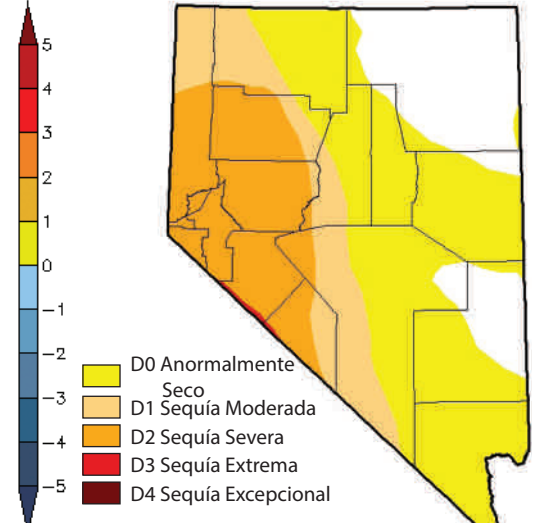 5
4
3
2
1
0
−1
−2
−3
−4
−5
D0 Anormalmente
Seco
D1 Sequía Moderada
D2 Sequía Severa
D3 Sequía Extrema
D4 Sequía Excepcional